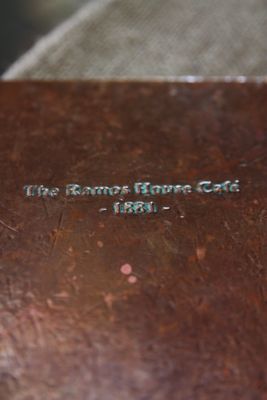 The Ramos House Café
- 1881 -